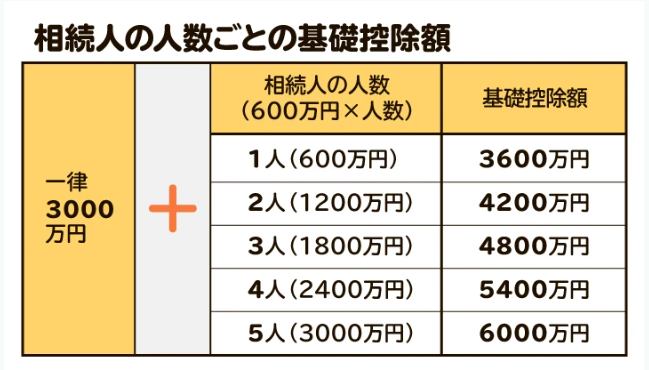 相続人の人数ごとの基礎控除額
一律
3000
万円
+
相続人の人数
(600万円×人数)
基礎控除額
1人(600万円)
3600万円
2人(1200万円)
4200万円
3人(1800万円)
4800万円
4人(2400万円)
5400万円
5人(3000万円)
6000万円